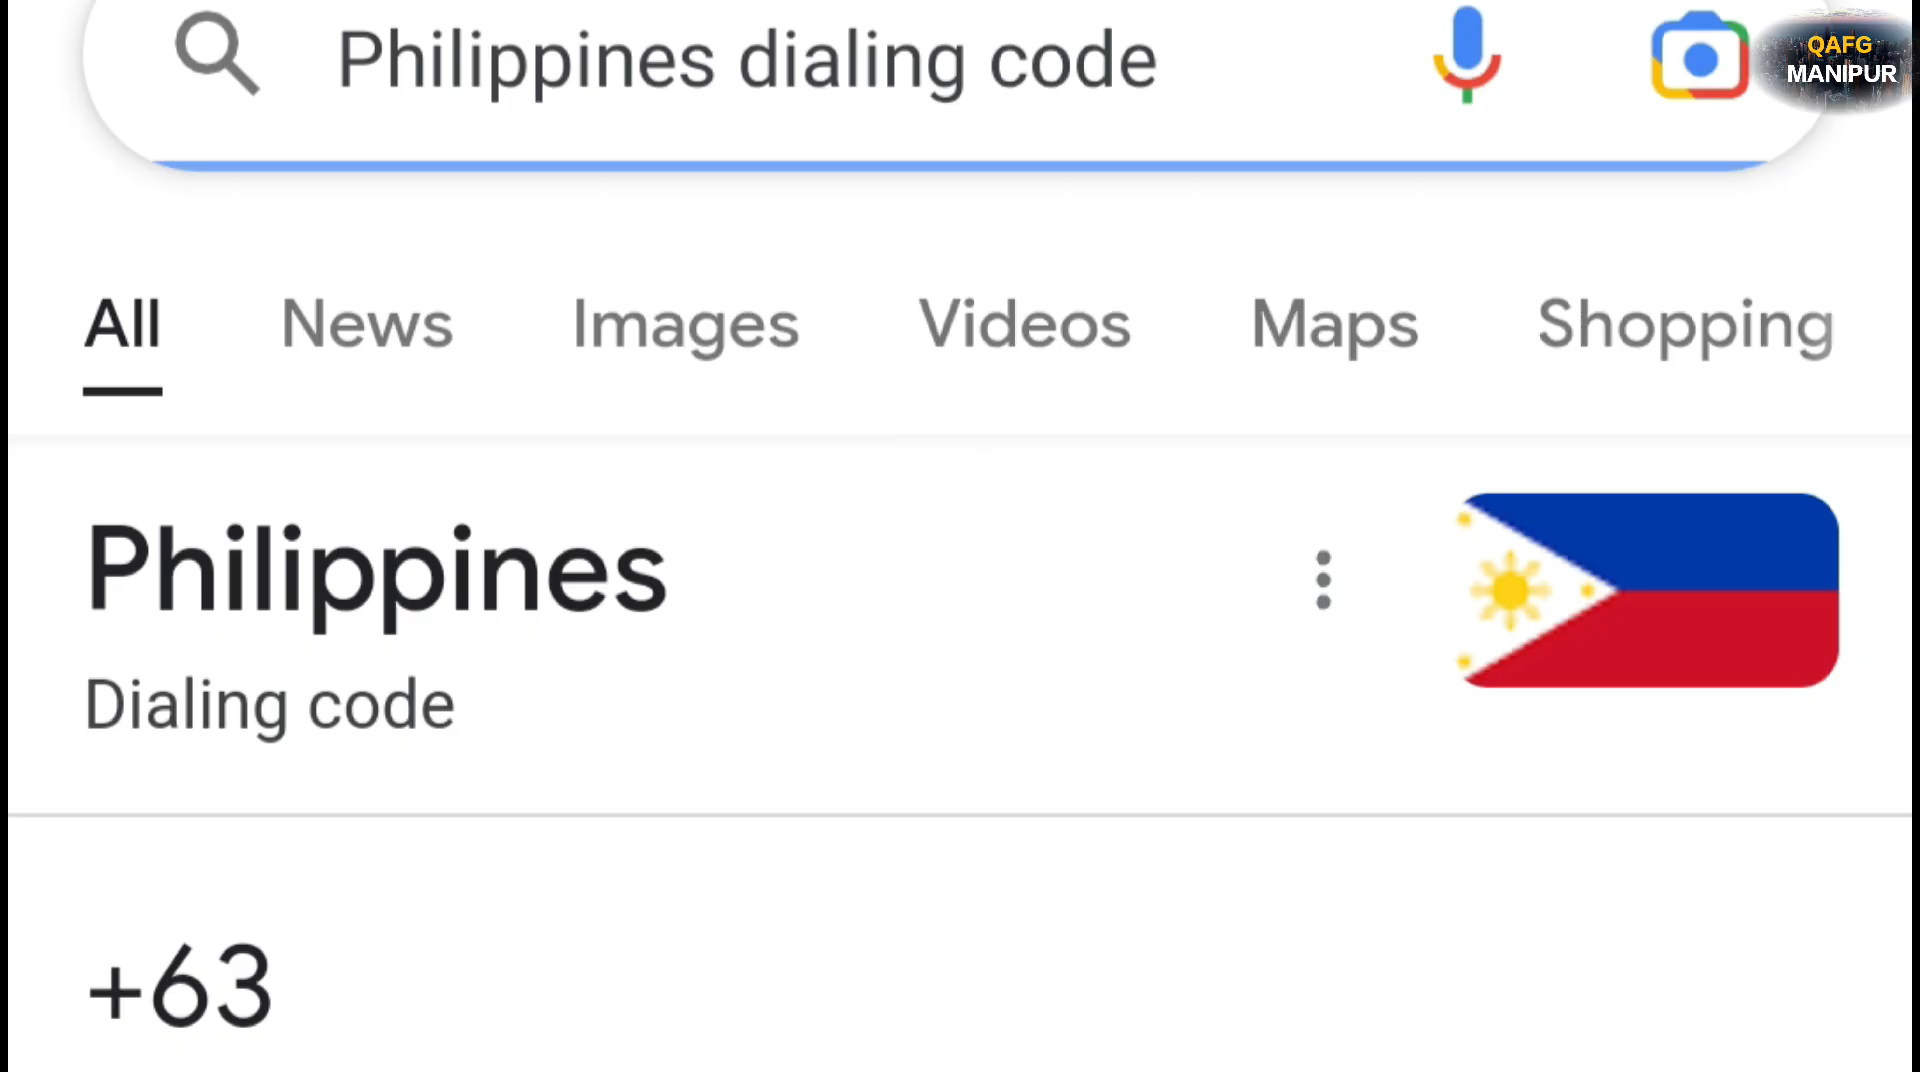 Philippines dialing code
QAFG
MANIPUR
All News Images Videos Maps Shopping
Philippines
Dialing code
+63